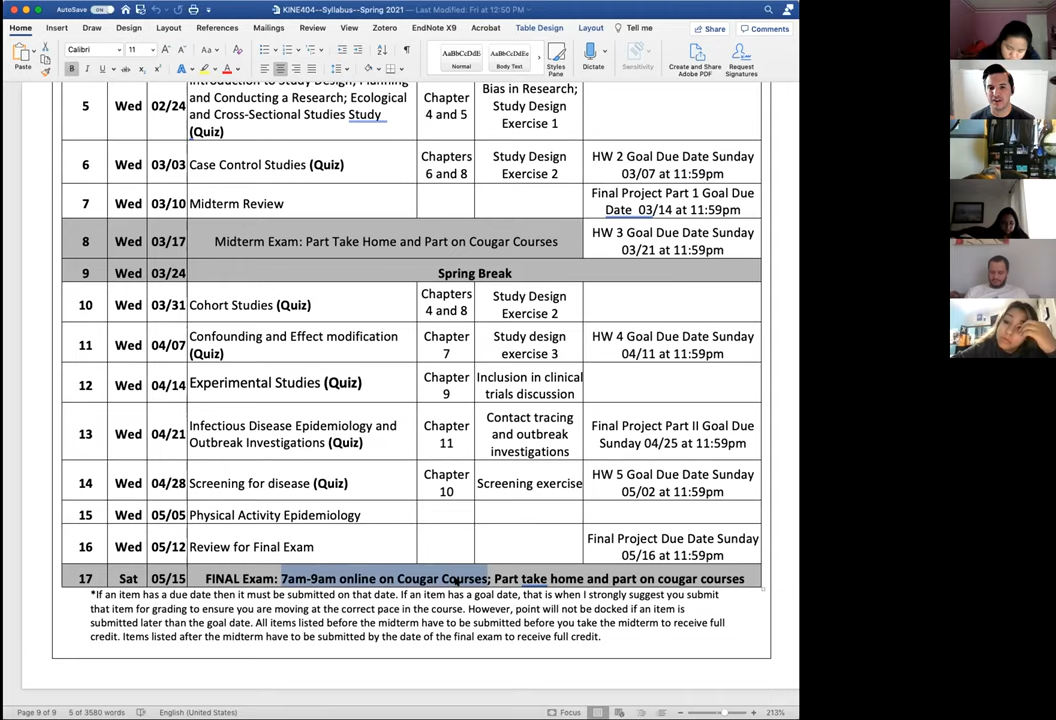 AutoSave ON
KINE404--Syllabus--Spring 2021 — Last Modified: Fri at 12:50 PM
Home Insert Draw Design Layout References Mailings Review View Zotero EndNote X9 Acrobat Table Design Layout Tell me Share Comments
Paste
Calibri 11
AaBbCcDdE AaBbCcDdE
Normal Body Text
Styles Pane
Dictate
Sensitivity
Create and Share Adobe PDF
Request Signatures
Introduction to Study Design; Planning
and Conducting a Research; Ecological
and Cross-Sectional Studies Study
(Quiz)
5 Wed 02/24
Chapter
4 and 5
Bias in Research;
Study Design
Exercise 1
6 Wed 03/03 Case Control Studies (Quiz)
Chapters
6 and 8
Study Design
Exercise 2
HW 2 Goal Due Date Sunday
03/07 at 11:59pm
7 Wed 03/10 Midterm Review
Final Project Part 1 Goal Due
Date 03/14 at 11:59pm
8 Wed 03/17 Midterm Exam: Part Take Home and Part on Cougar Courses
HW 3 Goal Due Date Sunday
03/21 at 11:59pm
9 Wed 03/24 Spring Break
10 Wed 03/31 Cohort Studies (Quiz)
Chapters
4 and 8
Study Design
Exercise 2
11 Wed 04/07
Confounding and Effect modification
(Quiz)
Chapter
7
Study design
exercise 3
HW 4 Goal Due Date Sunday
04/11 at 11:59pm
12 Wed 04/14 Experimental Studies (Quiz)
Chapter
9
Inclusion in clinical
trials discussion
13 Wed 04/21
Infectious Disease Epidemiology and
Outbreak Investigations (Quiz)
Chapter
11
Contact tracing
and outbreak
investigations
Final Project Part II Goal Due
Sunday 04/25 at 11:59pm
14 Wed 04/28 Screening for disease (Quiz)
Chapter
10
Screening exercise
HW 5 Goal Due Date Sunday
05/02 at 11:59pm
15 Wed 05/05 Physical Activity Epidemiology
16 Wed 05/12 Review for Final Exam
Final Project Due Date Sunday
05/16 at 11:59pm
17 Sat 05/15 FINAL Exam: 7am-9am online on Cougar Courses; Part take home and part on cougar courses
*If an item has a due date then it must be submitted on that date. If an item has a goal date, that is when I strongly suggest you submit
that item for grading to ensure you are moving at the correct pace in the course. However, point will not be docked if an item is
submitted later than the goal date. All items listed before the midterm have to be submitted before you take the midterm to receive full
credit. Items listed after the midterm have to be submitted by the date of the final exam to receive full credit.
Page 9 of 9 5 of 3580 words English (United States) Focus 213%